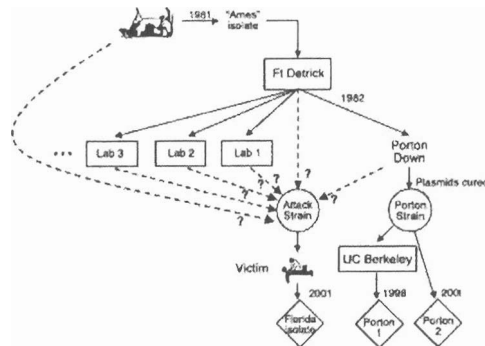 1981
"Ames"
isolate
Ft Detrick
1982
...
Lab 3
Lab 2
Lab 1
Porton
Down
?
?
?
?
?
?
Plasmids cured
Attack
Strain
Porton
Strain
Victim
UC Berkeley
2001
1998
2001
Florida
isolate
Porton
1
Porton
2